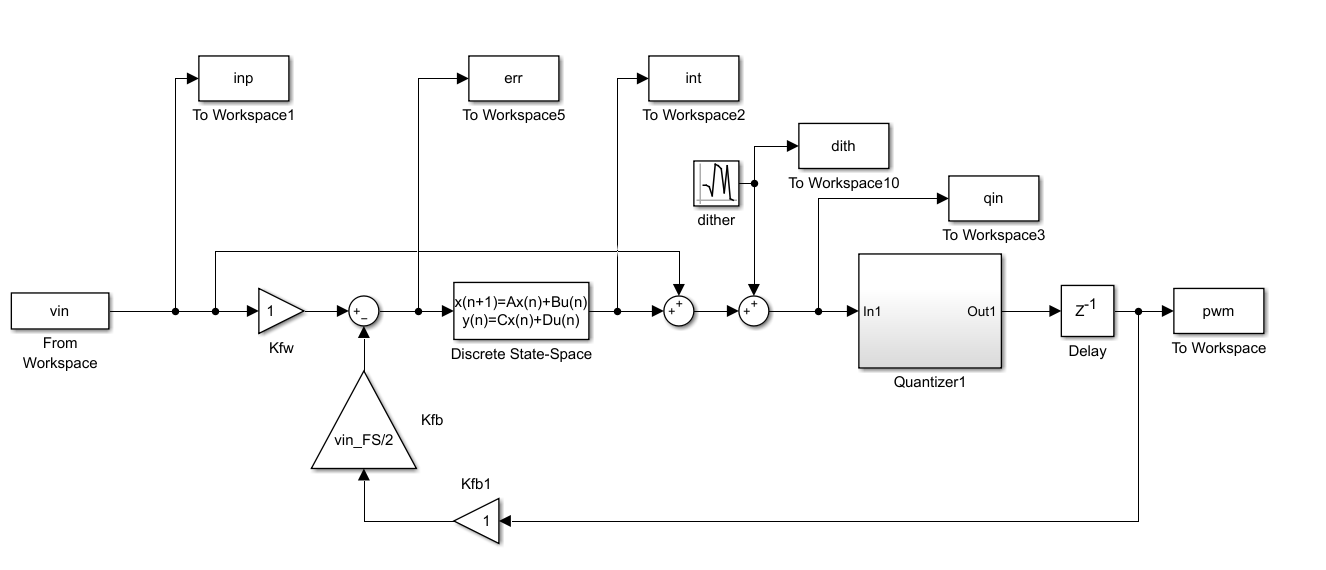 inp
To Workspace1
err
To Workspace5
int
To Workspace2
dith
To Workspace10
dither
qin
To Workspace3
vin
From
Workspace
1
Kfw
+
−
x(n+1)=Ax(n)+Bu(n)
y(n)=Cx(n)+Du(n)
Discrete State-Space
+
+
+
+
In1
Out1
Quantizer1
z-1
Delay
pwm
To Workspace
vin_FS/2
Kfb
Kfb1
1